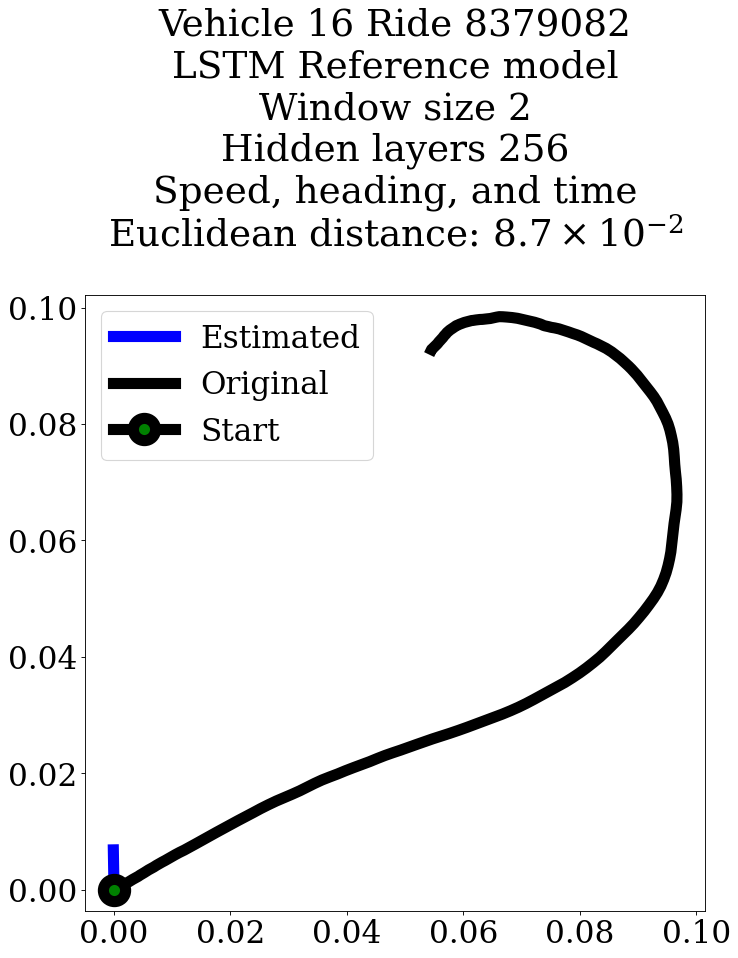 Vehicle 16 Ride 8379082
LSTM Reference model
Window size 2
Hidden layers 256
Speed, heading, and time
Euclidean distance: 8.7 × 10⁻²
Estimated
Original
Start
0.10
0.08
0.06
0.04
0.02
0.00
0.00 0.02 0.04 0.06 0.08 0.10